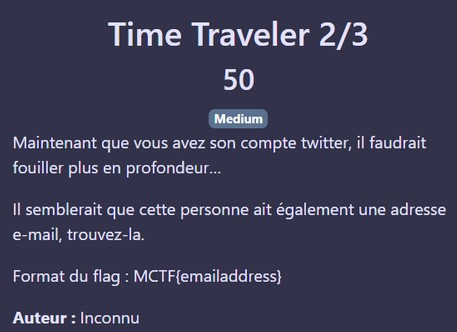 Time Traveler 2/3
50
Medium
Maintenant que vous avez son compte twitter, il faudrait
fouiller plus en profondeur...
Il semblerait que cette personne ait également une adresse
e-mail, trouvez-la.
Format du flag : MCTF{emailaddress}
Auteur : Inconnu